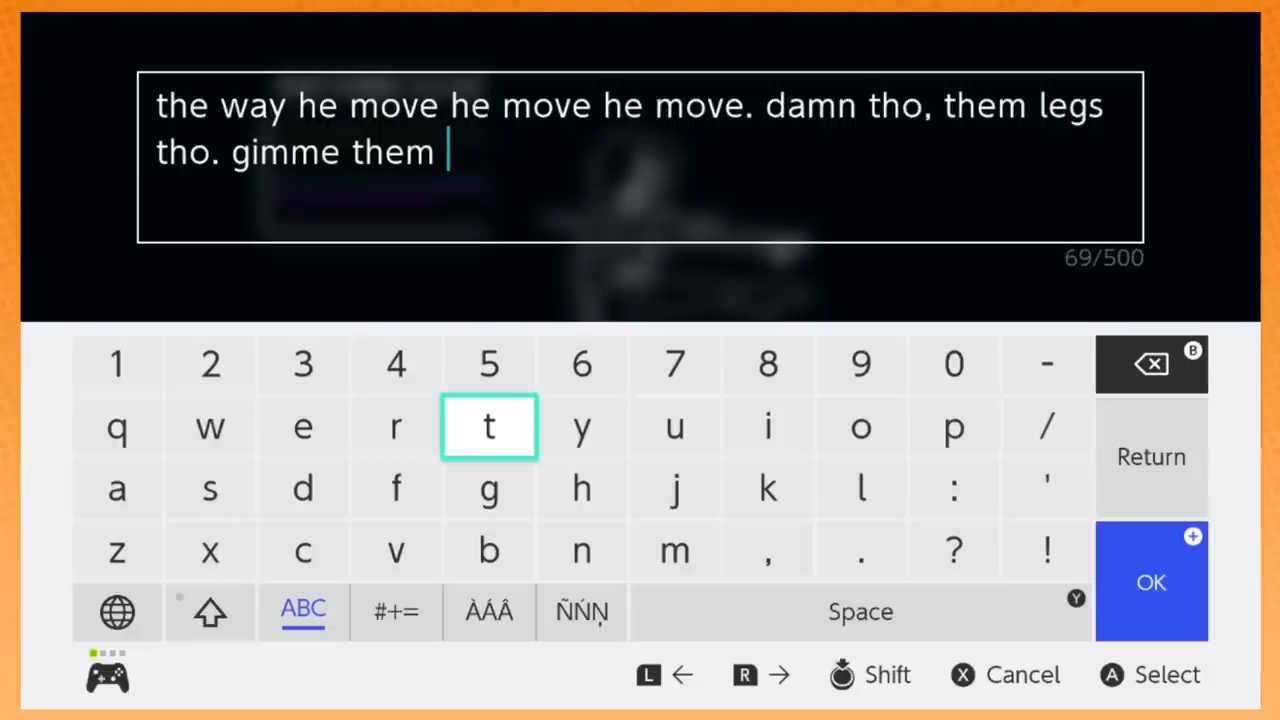 the way he move he move he move. damn tho, them legs
tho. gimme them
69/500
1 2 3 4 5 6 7 8 9 0 - B
q w e r t y u i o p /
Return
a s d f g h j k l : '
z x c v b n m , . ? !
OK
ABC #+= ÀÁÂ ÑŃŅ Space Y
L ← R → Shift X Cancel A Select